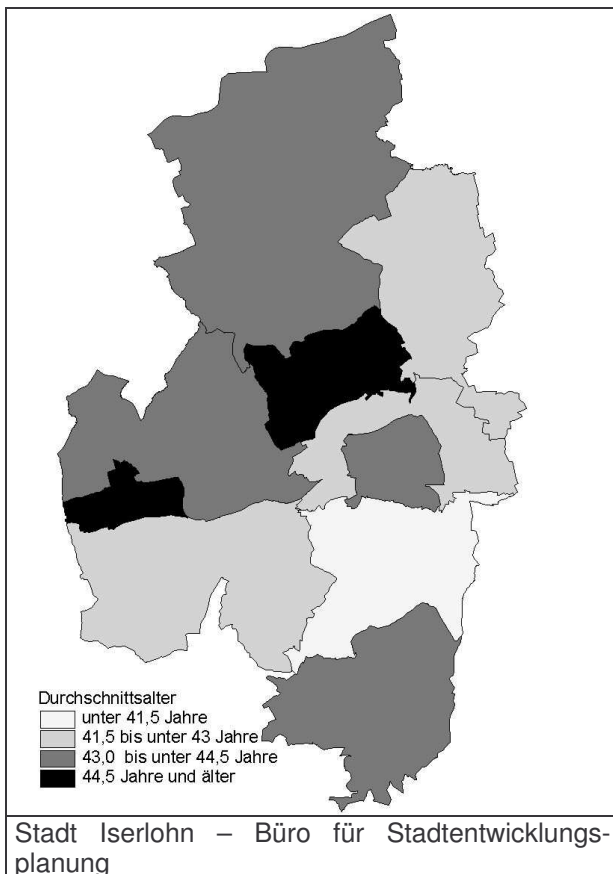 Durchschnittsalter
unter 41,5 Jahre
41,5 bis unter 43 Jahre
43,0 bis unter 44,5 Jahre
44,5 Jahre und älter
Stadt Iserlohn – Büro für Stadtentwicklungs-
planung